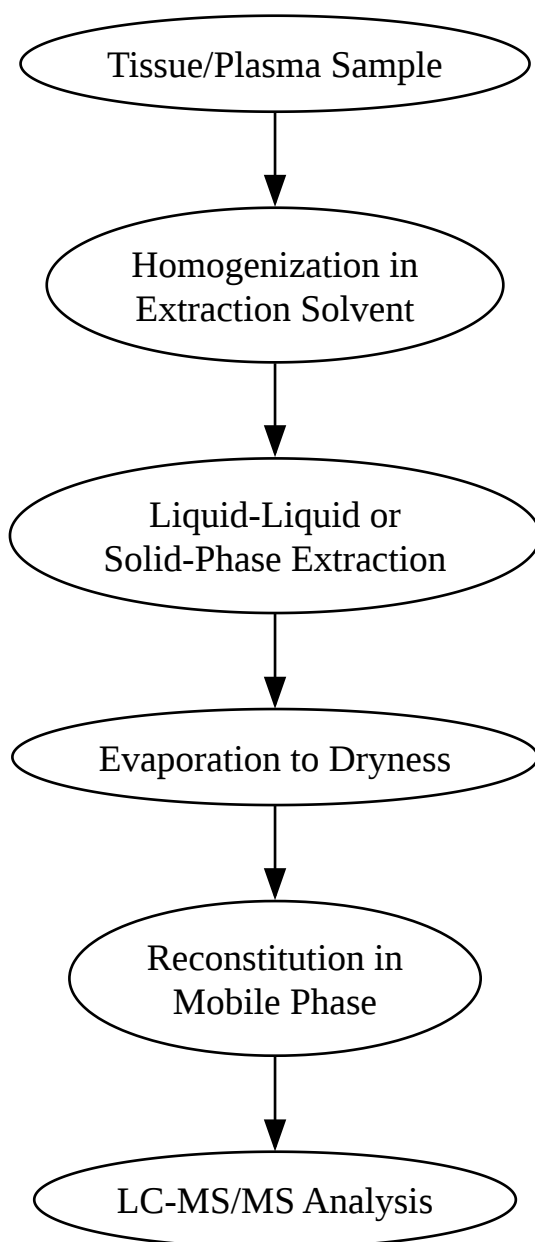 Tissue/Plasma Sample
Homogenization in
Extraction Solvent
Liquid-Liquid or
Solid-Phase Extraction
Evaporation to Dryness
Reconstitution in
Mobile Phase
LC-MS/MS Analysis